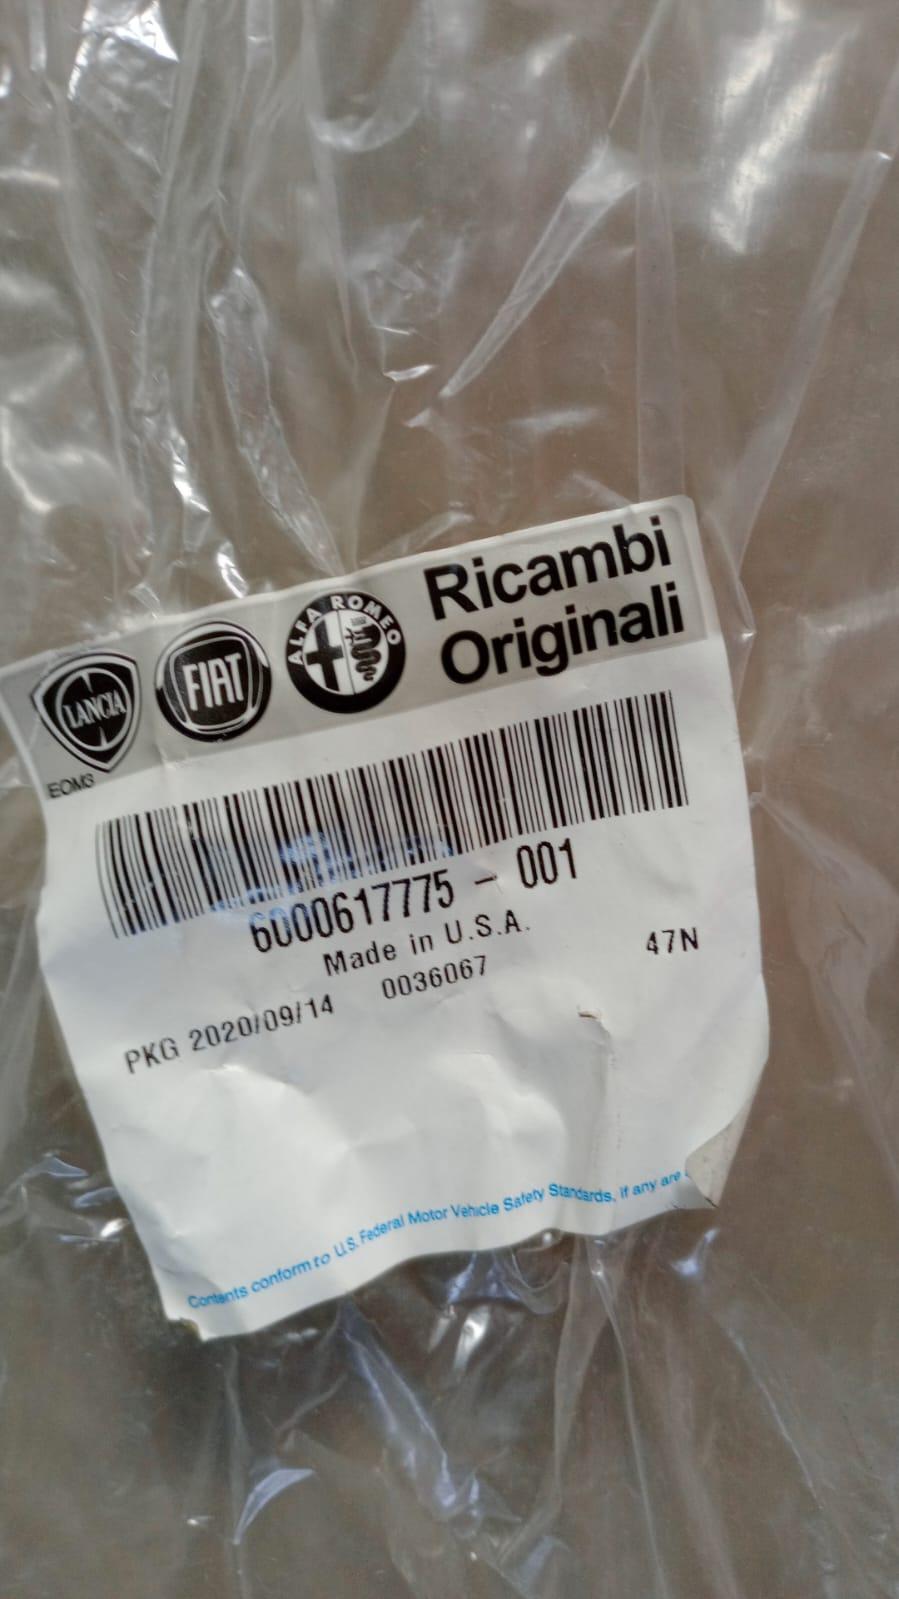 Ricambi
Originali
LANCIA
FIAT
ALFA ROMEO
EOM3
6000617775 - 001
Made in U.S.A.
47N
PKG 2020/09/14 0036067
Contents conform to U.S. Federal Motor Vehicle Safety Standards, if any are